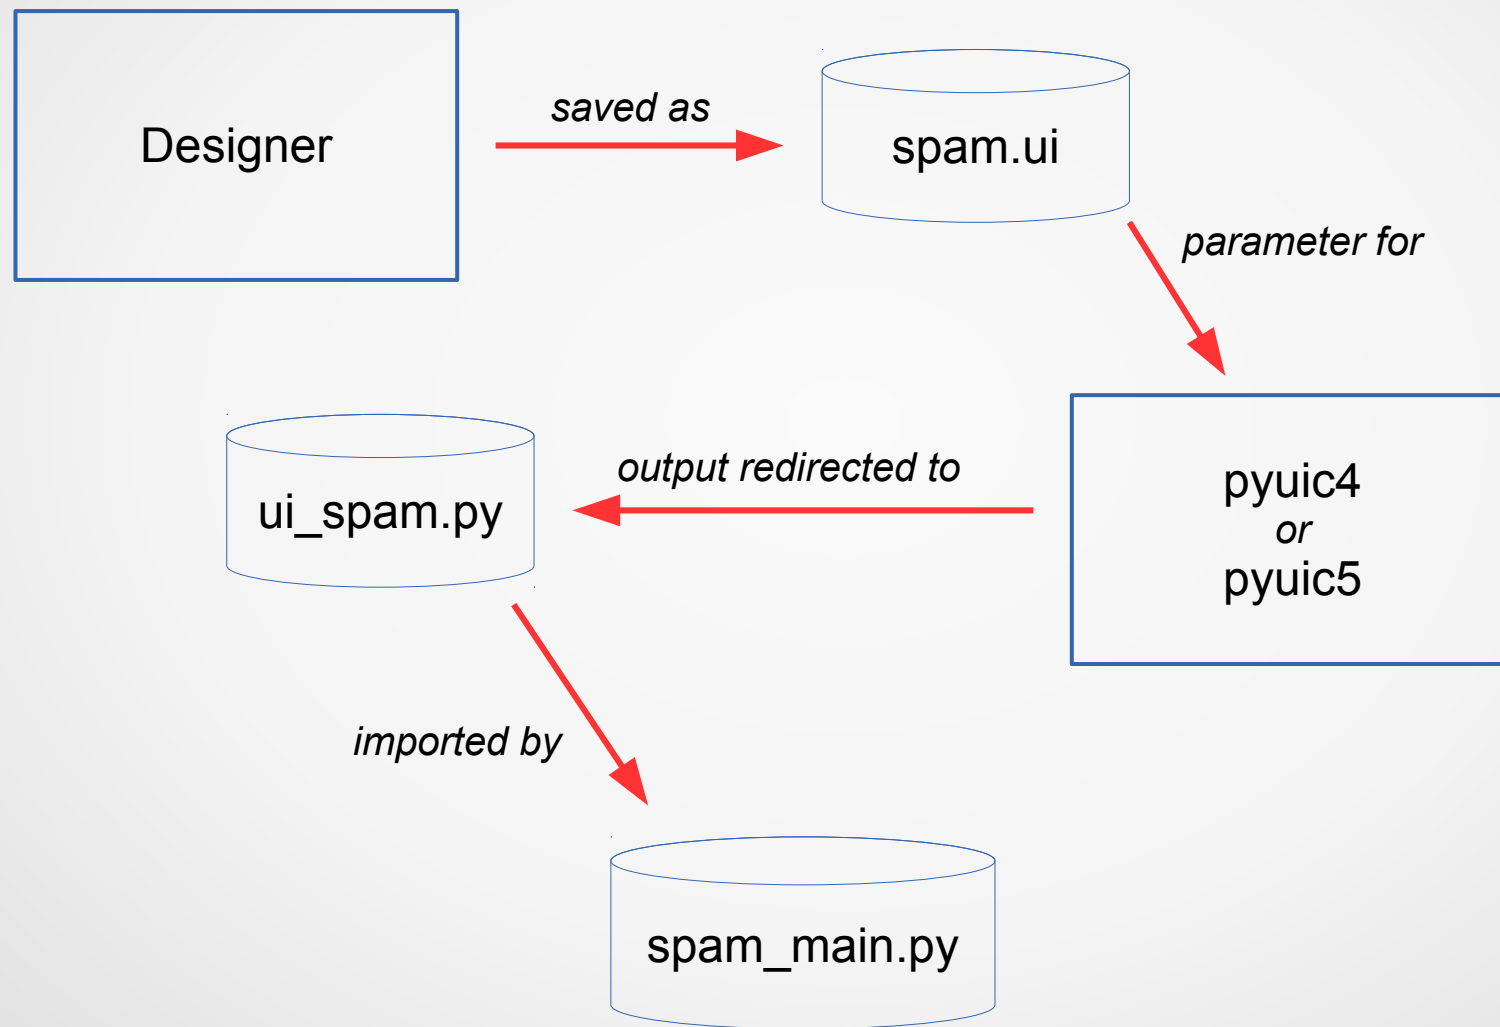 Designer
saved as
spam.ui
parameter for
pyuic4
or
pyuic5
output redirected to
ui_spam.py
imported by
spam_main.py